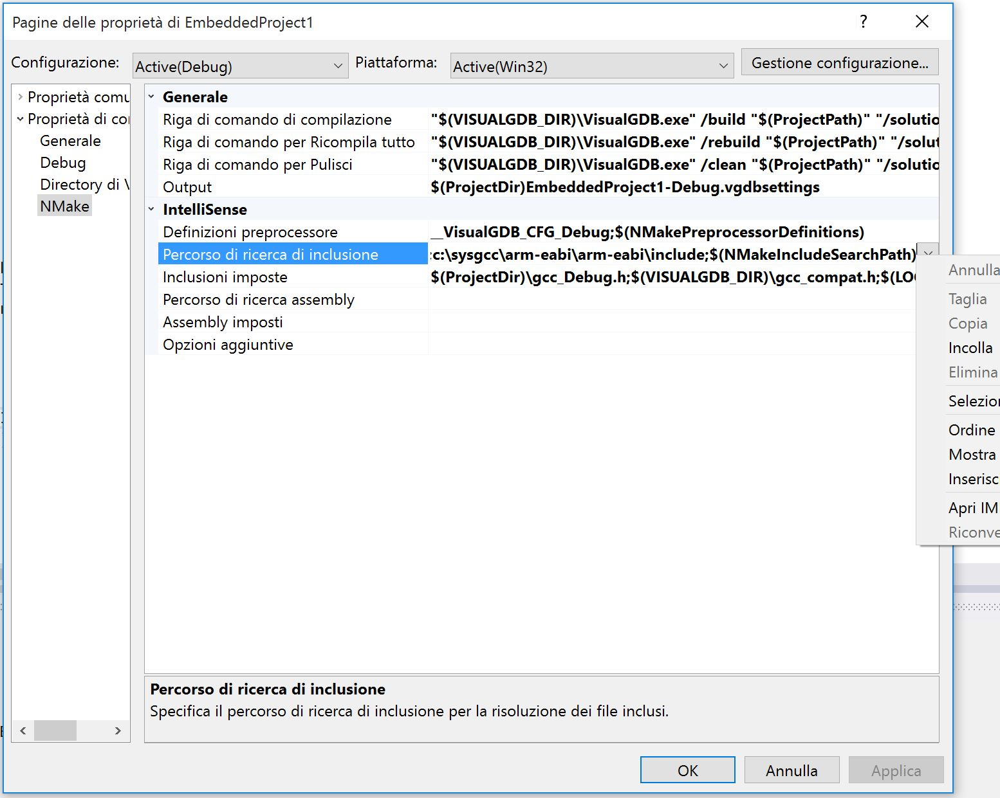 Pagine delle proprietà di EmbeddedProject1
Configurazione: Active(Debug) Piattaforma: Active(Win32) Gestione configurazione...
Proprietà comu
Proprietà di co
Generale
Debug
Directory di
NMake
Generale
Riga di comando di compilazione "$(VISUALGDB_DIR)\VisualGDB.exe" /build "$(ProjectPath)" "/solutio
Riga di comando per Ricompila tutto "$(VISUALGDB_DIR)\VisualGDB.exe" /rebuild "$(ProjectPath)" "/solut
Riga di comando per Pulisci "$(VISUALGDB_DIR)\VisualGDB.exe" /clean "$(ProjectPath)" "/solutio
Output $(ProjectDir)EmbeddedProject1-Debug.vgdbsettings
IntelliSense
Definizioni preprocessore __VisualGDB_CFG_Debug;$(NMakePreprocessorDefinitions)
Percorso di ricerca di inclusione ;c:\sysgcc\arm-eabi\arm-eabi\include;$(NMakeIncludeSearchPath)
Inclusioni imposte $(ProjectDir)\gcc_Debug.h;$(VISUALGDB_DIR)\gcc_compat.h;$(LO
Percorso di ricerca assembly
Assembly imposti
Opzioni aggiuntive
Annulla
Taglia
Copia
Incolla
Elimina
Selezio
Ordine
Mostra
Inserisc
Apri IM
Riconve
Percorso di ricerca di inclusione
Specifica il percorso di ricerca di inclusione per la risoluzione dei file inclusi.
OK Annulla Applica